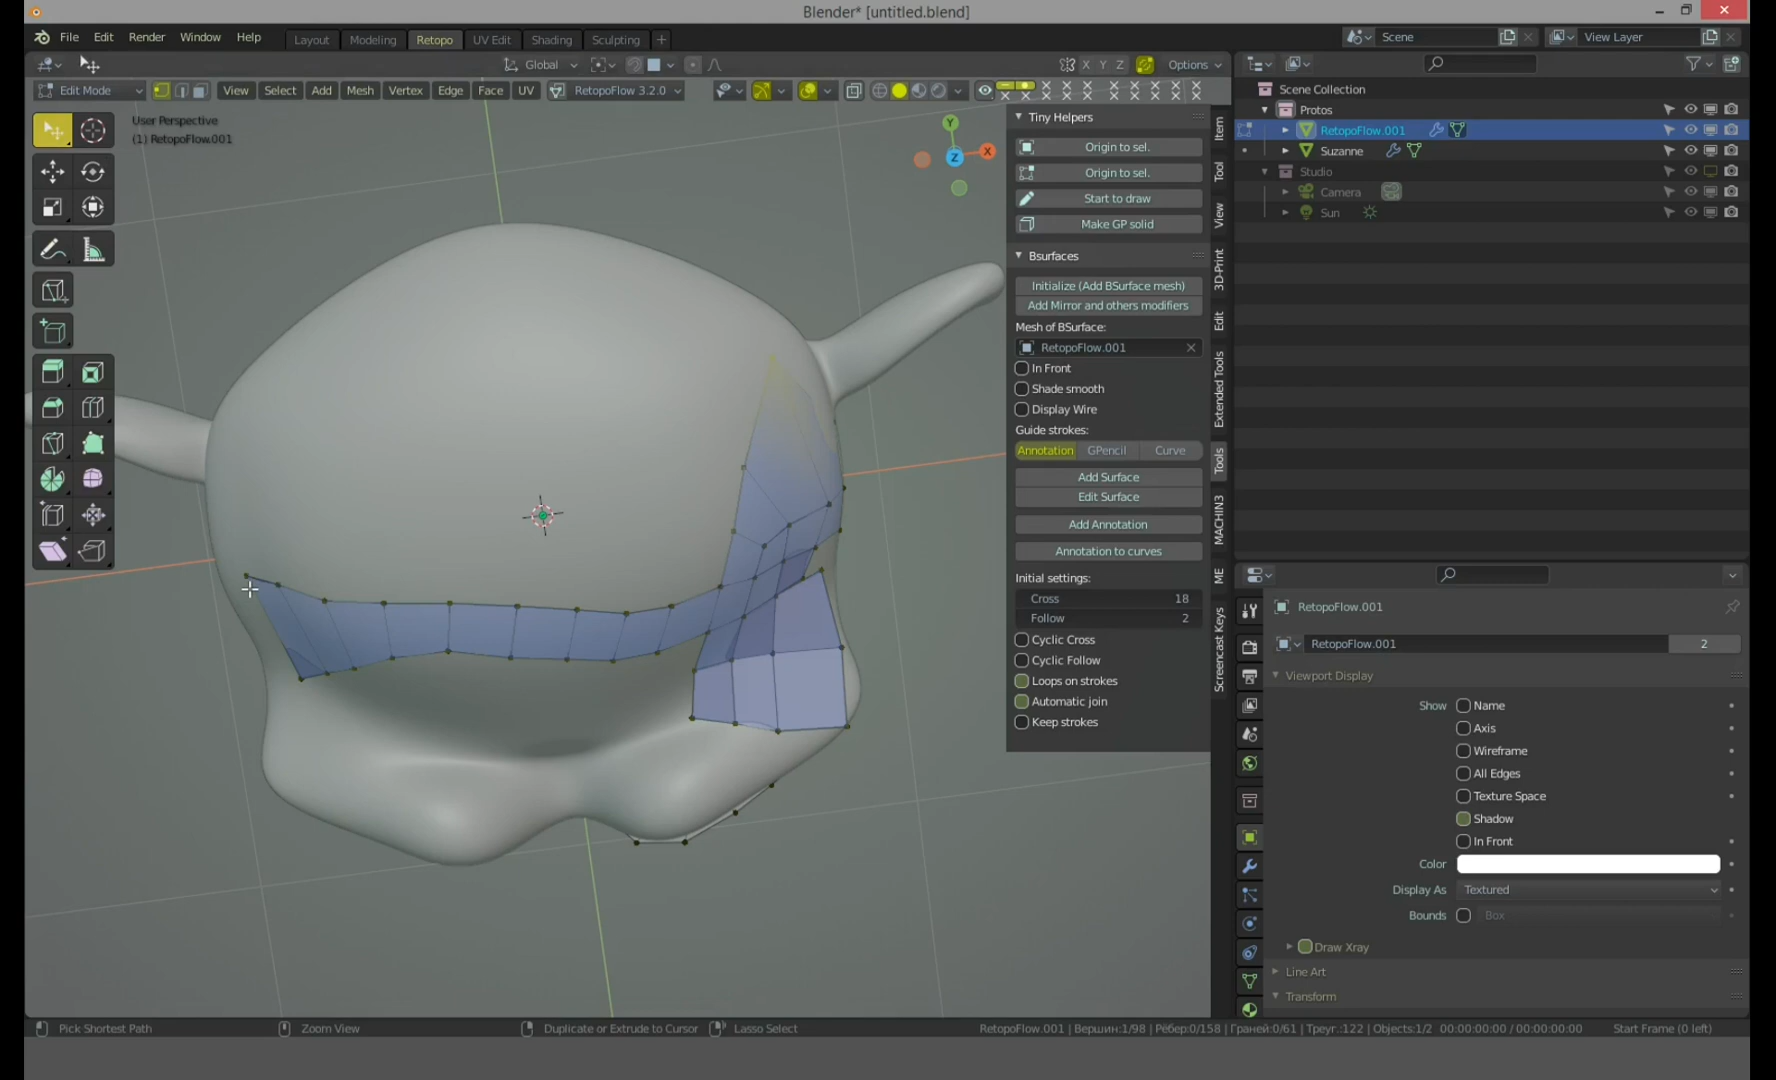 Blender* [untitled.blend]
File Edit Render Window Help Layout Modeling Retopo UV Edit Shading Sculpting + Scene View Layer
Global X Y Z Options
Edit Mode View Select Add Mesh Vertex Edge Face UV RetopoFlow 3.2.0
User Perspective
(1) RetopoFlow.001
Y
X
Z
Tiny Helpers
Origin to sel.
Origin to sel.
Start to draw
Make GP solid
Bsurfaces
Initialize (Add BSurface mesh)
Add Mirror and others modifiers
Mesh of BSurface:
RetopoFlow.001
In Front
Shade smooth
Display Wire
Guide strokes:
Annotation GPencil Curve
Add Surface
Edit Surface
Add Annotation
Annotation to curves
Initial settings:
Cross 18
Follow 2
Cyclic Cross
Cyclic Follow
Loops on strokes
Automatic join
Keep strokes
Item
Tool
View
3D-Print
Edit
Extended Tools
Tools
MACHIN3
ME
Screencast Keys
Scene Collection
Protos
RetopoFlow.001
Suzanne
Studio
Camera
Sun
RetopoFlow.001
RetopoFlow.001 2
Viewport Display
Show Name
Axis
Wireframe
All Edges
Texture Space
Shadow
In Front
Color
Display As Textured
Bounds Box
Draw Xray
Line Art
Transform
Pick Shortest Path Zoom View Duplicate or Extrude to Cursor Lasso Select RetopoFlow.001 | Вершин:1/98 | Рёбер:0/158 | Граней:0/61 | Треуг.:122 | Objects:1/2 00:00:00:00 / 00:00:00:00 Start Frame (0 left)